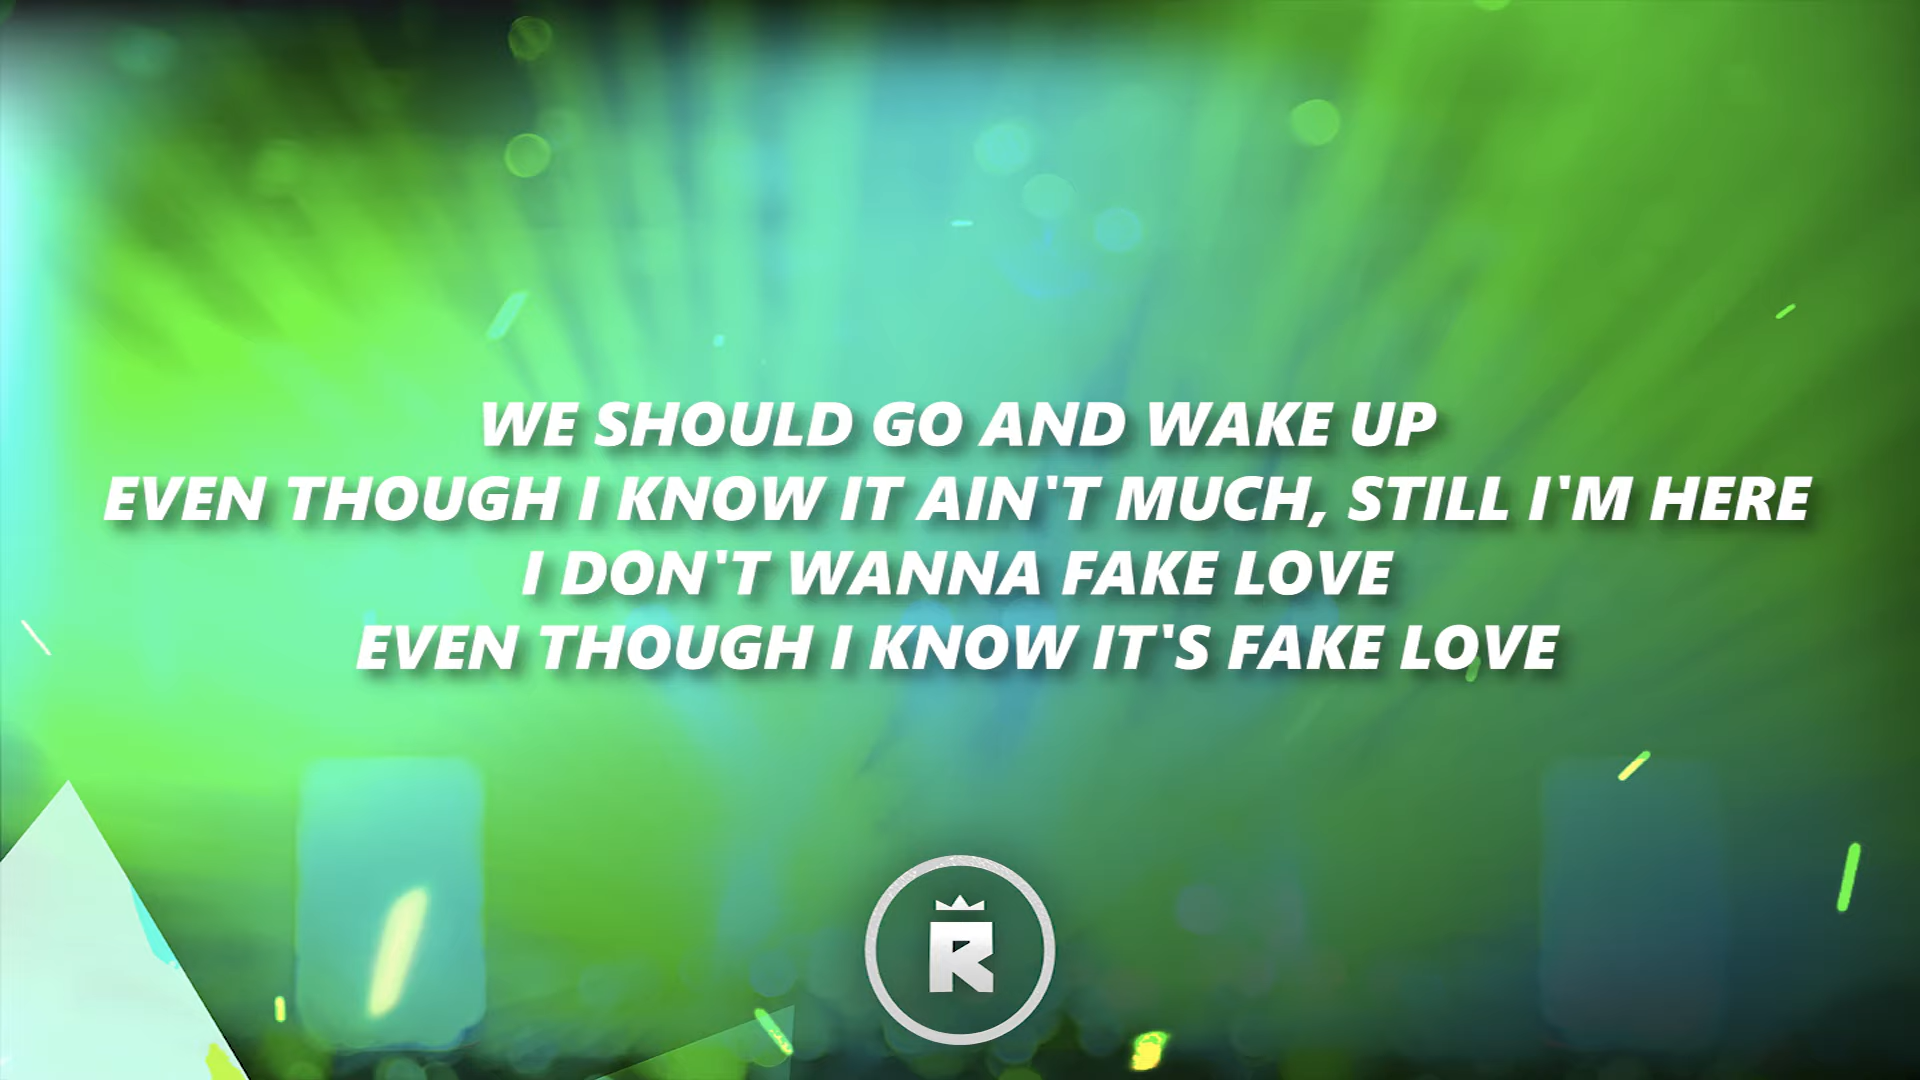 WE SHOULD GO AND WAKE UP
EVEN THOUGH I KNOW IT AIN'T MUCH, STILL I'M HERE
I DON'T WANNA FAKE LOVE
EVEN THOUGH I KNOW IT'S FAKE LOVE
R